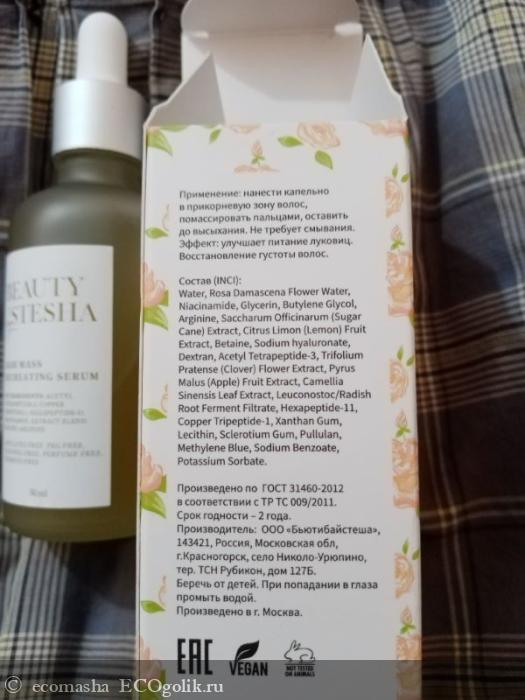 Применение: нанести капельно
в прикорневую зону волос,
помассировать пальцами, оставить
до высыхания. Не требует смывания.
Эффект: улучшает питание луковиц.
Восстановление густоты волос.
Состав (INCI):
Water, Rosa Damascena Flower Water,
Niacinamide, Glycerin, Butylene Glycol,
Arginine, Saccharum Officinarum (Sugar
Cane) Extract, Citrus Limon (Lemon) Fruit
Extract, Betaine, Sodium hyaluronate,
Dextran, Acetyl Tetrapeptide-3, Trifolium
Pratense (Clover) Flower Extract, Pyrus
Malus (Apple) Fruit Extract, Camellia
Sinensis Leaf Extract, Leuconostoc/Radish
Root Ferment Filtrate, Hexapeptide-11,
Copper Tripeptide-1, Xanthan Gum,
Lecithin, Sclerotium Gum, Pullulan,
Methylene Blue, Sodium Benzoate,
Potassium Sorbate.
Произведено по ГОСТ 31460-2012
в соответствии с ТР ТС 009/2011.
Срок годности – 2 года.
Производитель: ООО «Бьютибайстеша»,
143421, Россия, Московская обл,
г.Красногорск, село Николо-Урюпино,
тер. ТСН Рубикон, дом 127Б.
Беречь от детей. При попадании в глаза
промыть водой.
Произведено в г. Москва.
EAC
VEGAN
NOT TESTED
ON ANIMALS
BEAUTY
STESHA
MASS
SERUM
50 ml
© ecomasha ECOgolik.ru